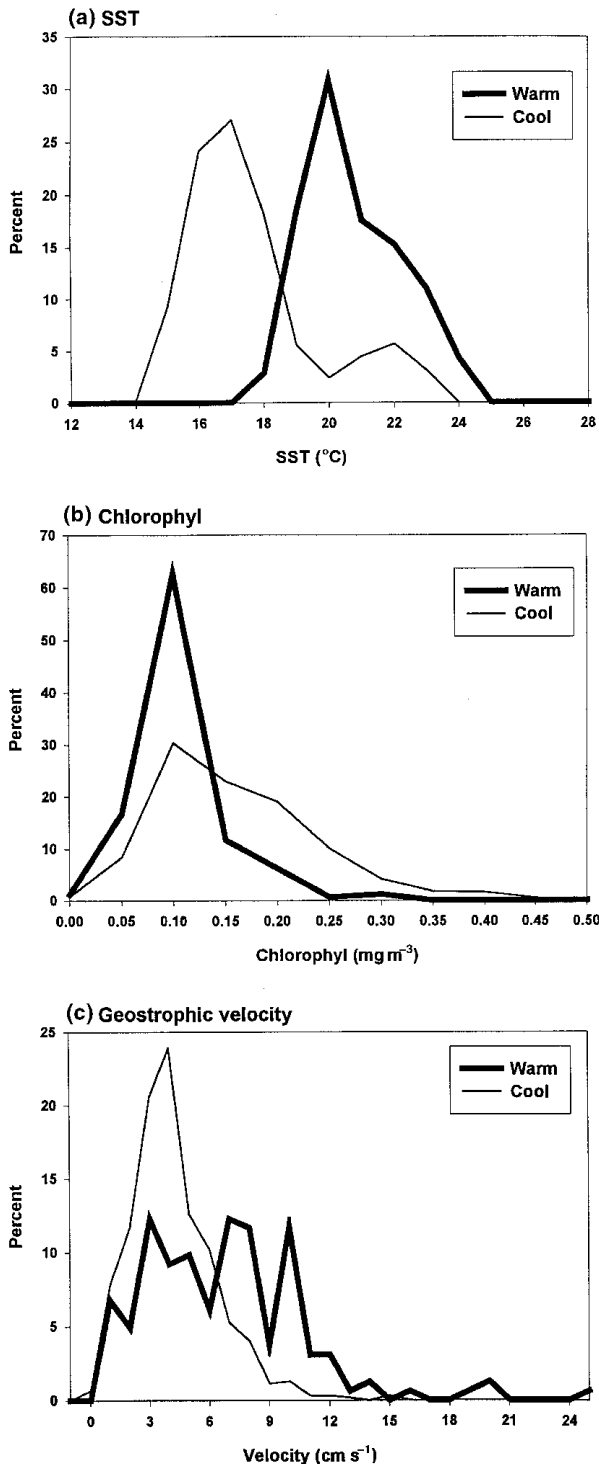 (a) SST
35
30
25
20
15
10
5
0
Percent
Warm
Cool
12 14 16 18 20 22 24 26 28
SST (°C)
(b) Chlorophyl
70
60
50
40
30
20
10
0
Percent
Warm
Cool
0.00 0.05 0.10 0.15 0.20 0.25 0.30 0.35 0.40 0.45 0.50
Chlorophyl (mg m⁻³)
(c) Geostrophic velocity
25
20
15
10
5
0
Percent
Warm
Cool
0 3 6 9 12 15 18 21 24
Velocity (cm s⁻¹)